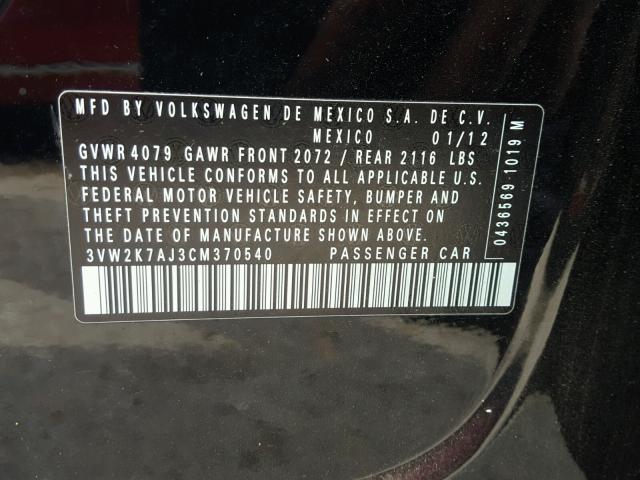 MFD BY VOLKSWAGEN DE MEXICO S.A. DE C.V.
MEXICO 01/12
GVWR 4079 GAWR FRONT 2072 / REAR 2116 LBS
THIS VEHICLE CONFORMS TO ALL APPLICABLE U.S.
FEDERAL MOTOR VEHICLE SAFETY, BUMPER AND
THEFT PREVENTION STANDARDS IN EFFECT ON
THE DATE OF MANUFACTURE SHOWN ABOVE.
3VW2K7AJ3CM370540 PASSENGER CAR
0436569 1019 M